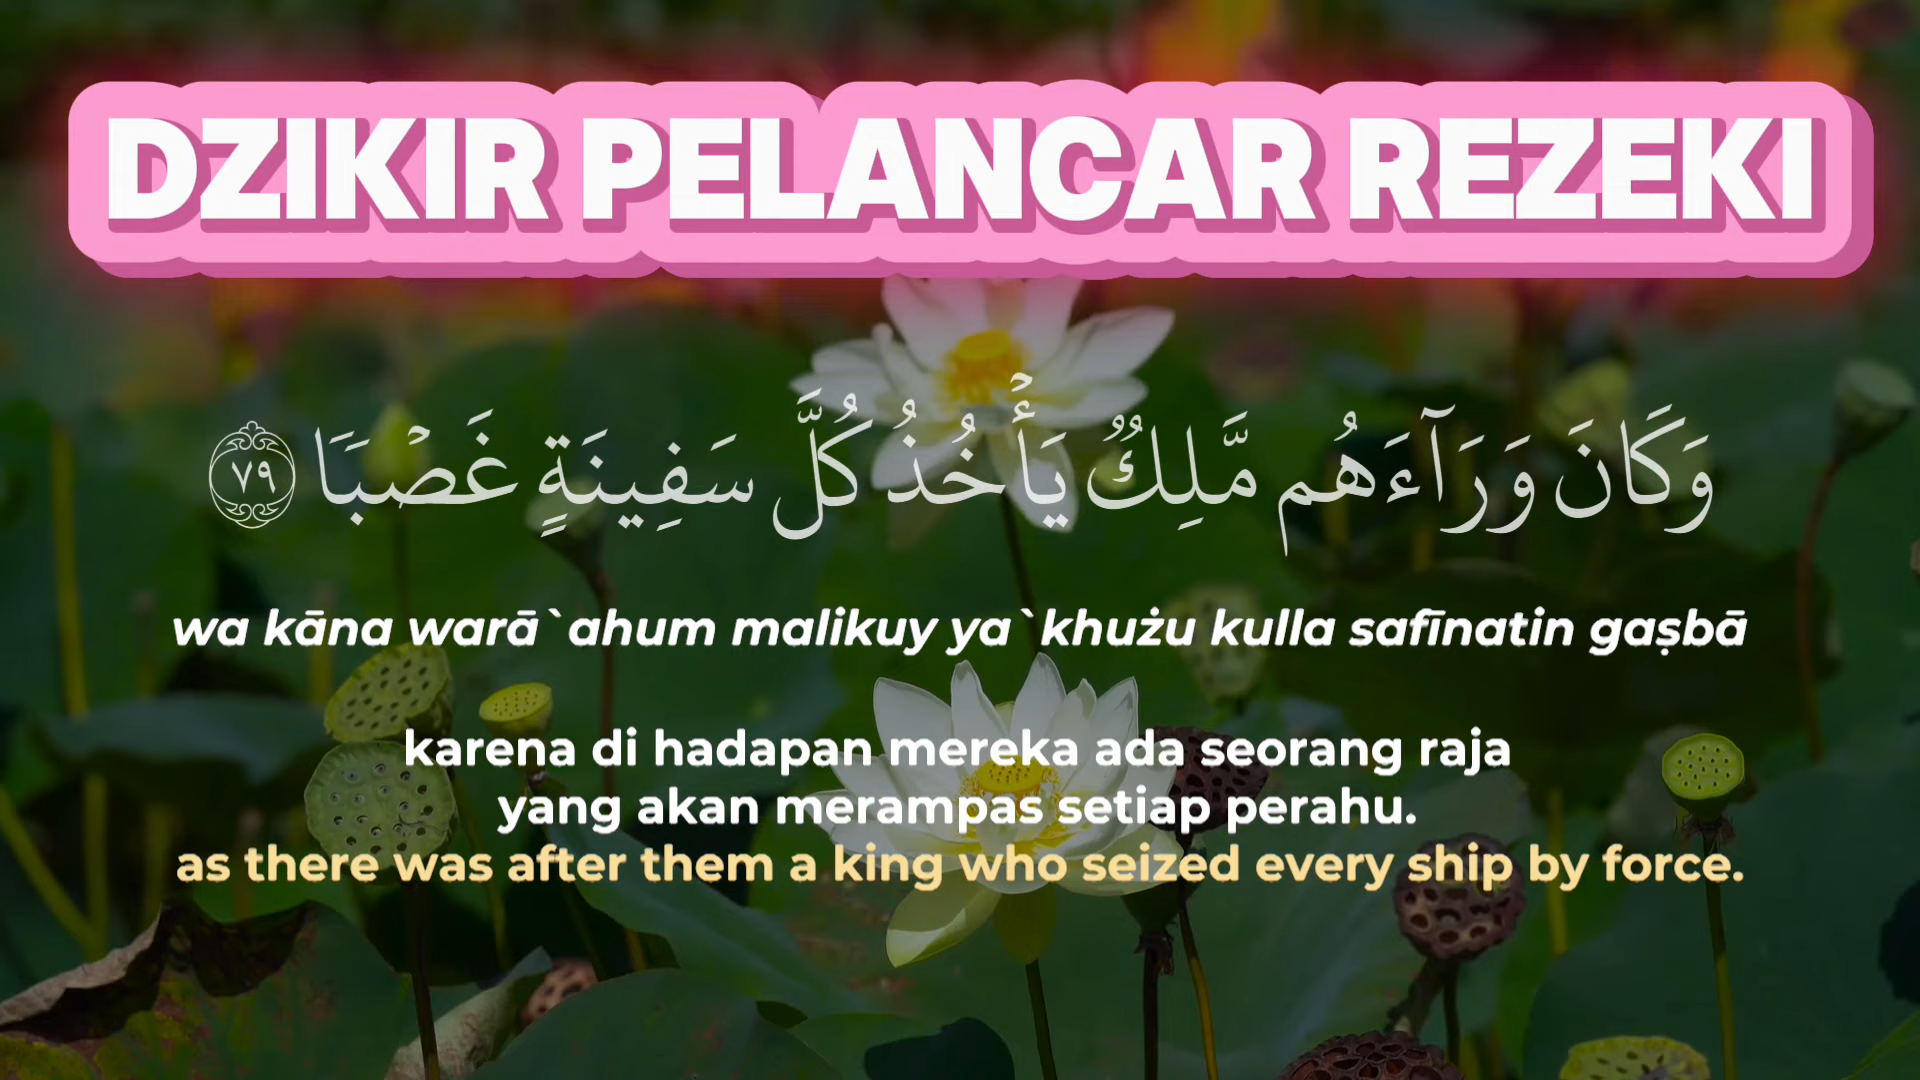 DZIKIR PELANCAR REZEKI
وَكَانَ وَرَآءَهُم مَّلِكٌ يَأۡخُذُ كُلَّ سَفِينَةٍ غَصۡبًا ٧٩
wa kāna warā`ahum malikuy ya`khużu kulla safīnatin gaṣbā
karena di hadapan mereka ada seorang raja
yang akan merampas setiap perahu.
as there was after them a king who seized every ship by force.